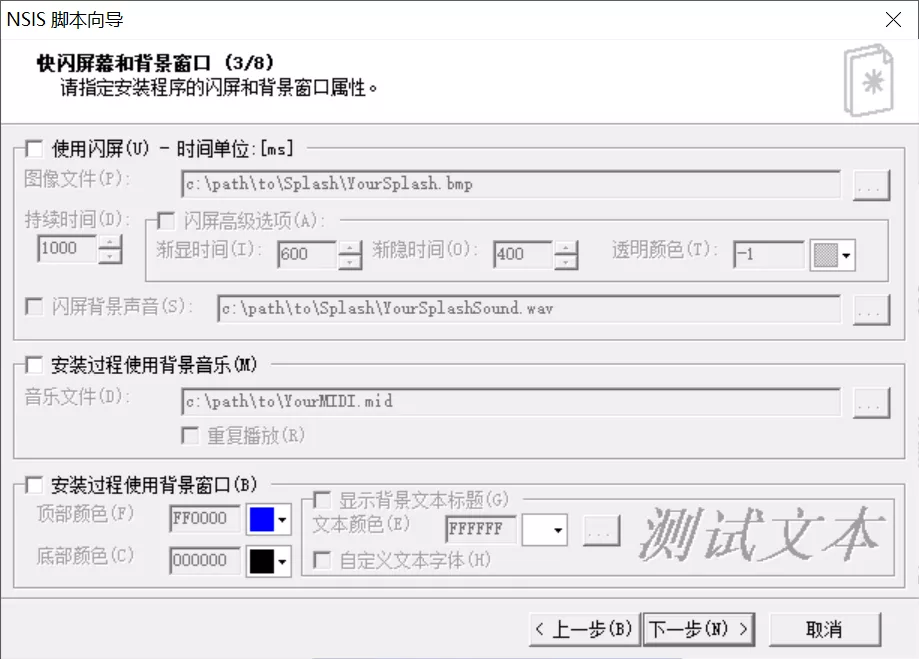 NSIS 脚本向导
快闪屏幕和背景窗口 (3/8)
请指定安装程序的闪屏和背景窗口属性。
使用闪屏(U) - 时间单位:[ms]
图像文件(P): c:\path\to\Splash\YourSplash.bmp ...
持续时间(D): 闪屏高级选项(A):
1000 渐显时间(I): 600 渐隐时间(O): 400 透明颜色(T): -1
闪屏背景声音(S): c:\path\to\Splash\YourSplashSound.wav ...
安装过程使用背景音乐(M)
音乐文件(D): c:\path\to\YourMIDI.mid ...
重复播放(R)
安装过程使用背景窗口(B)
顶部颜色(F) FF0000 显示背景文本标题(G)
文本颜色(E) FFFFFF ... 测试文本
底部颜色(C) 000000 自定义文本字体(H)
< 上一步(B) 下一步(N) > 取消